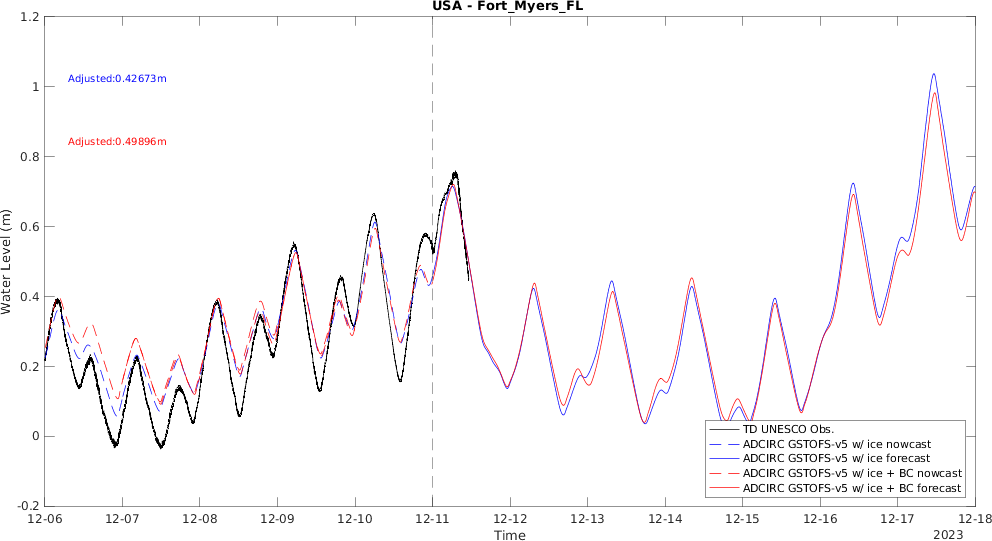 USA - Fort_Myers_FL
1.2
1
0.8
0.6
0.4
0.2
0
-0.2
Water Level (m)
Adjusted:0.42673m
Adjusted:0.49896m
TD UNESCO Obs.
ADCIRC GSTOFS-v5 w/ ice nowcast
ADCIRC GSTOFS-v5 w/ ice forecast
ADCIRC GSTOFS-v5 w/ ice + BC nowcast
ADCIRC GSTOFS-v5 w/ ice + BC forecast
12-06 12-07 12-08 12-09 12-10 12-11 12-12 12-13 12-14 12-15 12-16 12-17 12-18
Time
2023